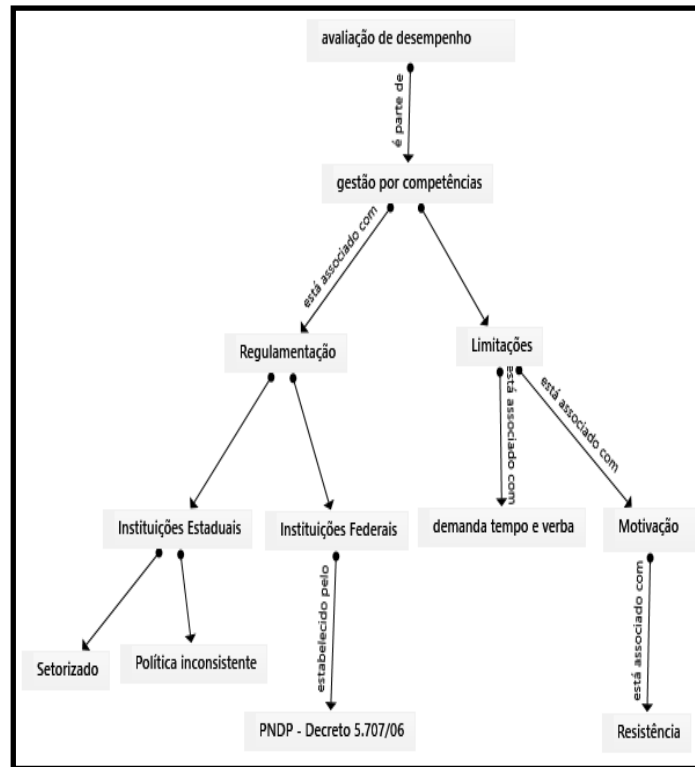 avaliação de desempenho
é parte de
gestão por competências
está associado com
Regulamentação
Limitações
está associado com
está associado com
Instituições Estaduais
Instituições Federais
demanda tempo e verba
Motivação
estabelecido pelo
está associado com
Setorizado
Política inconsistente
PNDP - Decreto 5.707/06
Resistência